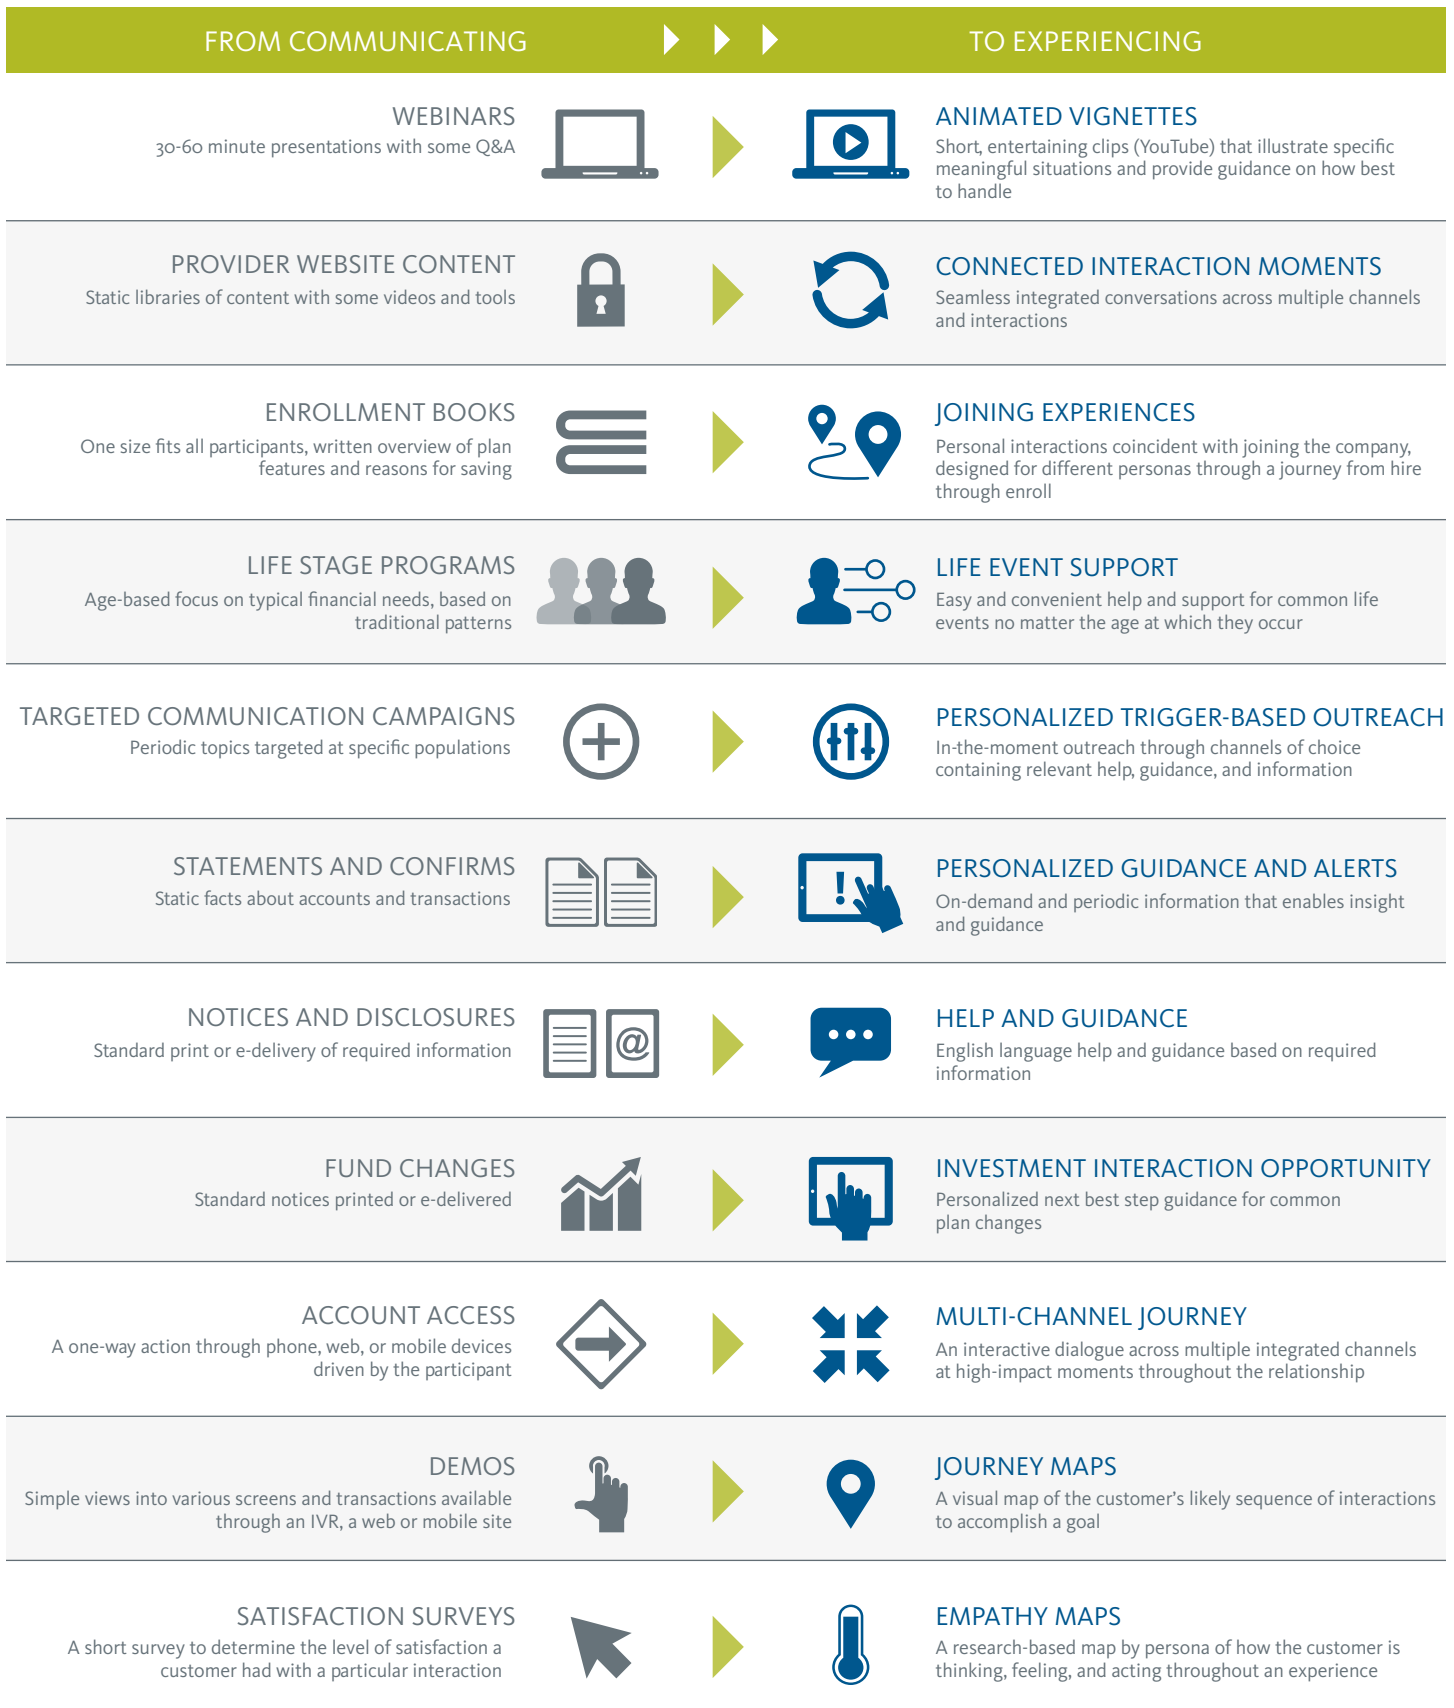 FROM COMMUNICATING
TO EXPERIENCING
WEBINARS
30-60 minute presentations with some Q&A
ANIMATED VIGNETTES
Short, entertaining clips (YouTube) that illustrate specific
meaningful situations and provide guidance on how best
to handle
PROVIDER WEBSITE CONTENT
Static libraries of content with some videos and tools
CONNECTED INTERACTION MOMENTS
Seamless integrated conversations across multiple channels
and interactions
ENROLLMENT BOOKS
One size fits all participants, written overview of plan
features and reasons for saving
JOINING EXPERIENCES
Personal interactions coincident with joining the company,
designed for different personas through a journey from hire
through enroll
LIFE STAGE PROGRAMS
Age-based focus on typical financial needs, based on
traditional patterns
LIFE EVENT SUPPORT
Easy and convenient help and support for common life
events no matter the age at which they occur
TARGETED COMMUNICATION CAMPAIGNS
Periodic topics targeted at specific populations
PERSONALIZED TRIGGER-BASED OUTREACH
In-the-moment outreach through channels of choice
containing relevant help, guidance, and information
STATEMENTS AND CONFIRMS
Static facts about accounts and transactions
!
PERSONALIZED GUIDANCE AND ALERTS
On-demand and periodic information that enables insight
and guidance
NOTICES AND DISCLOSURES
Standard print or e-delivery of required information
@
HELP AND GUIDANCE
English language help and guidance based on required
information
FUND CHANGES
Standard notices printed or e-delivered
INVESTMENT INTERACTION OPPORTUNITY
Personalized next best step guidance for common
plan changes
ACCOUNT ACCESS
A one-way action through phone, web, or mobile devices
driven by the participant
MULTI-CHANNEL JOURNEY
An interactive dialogue across multiple integrated channels
at high-impact moments throughout the relationship
DEMOS
Simple views into various screens and transactions available
through an IVR, a web or mobile site
JOURNEY MAPS
A visual map of the customer’s likely sequence of interactions
to accomplish a goal
SATISFACTION SURVEYS
A short survey to determine the level of satisfaction a
customer had with a particular interaction
EMPATHY MAPS
A research-based map by persona of how the customer is
thinking, feeling, and acting throughout an experience